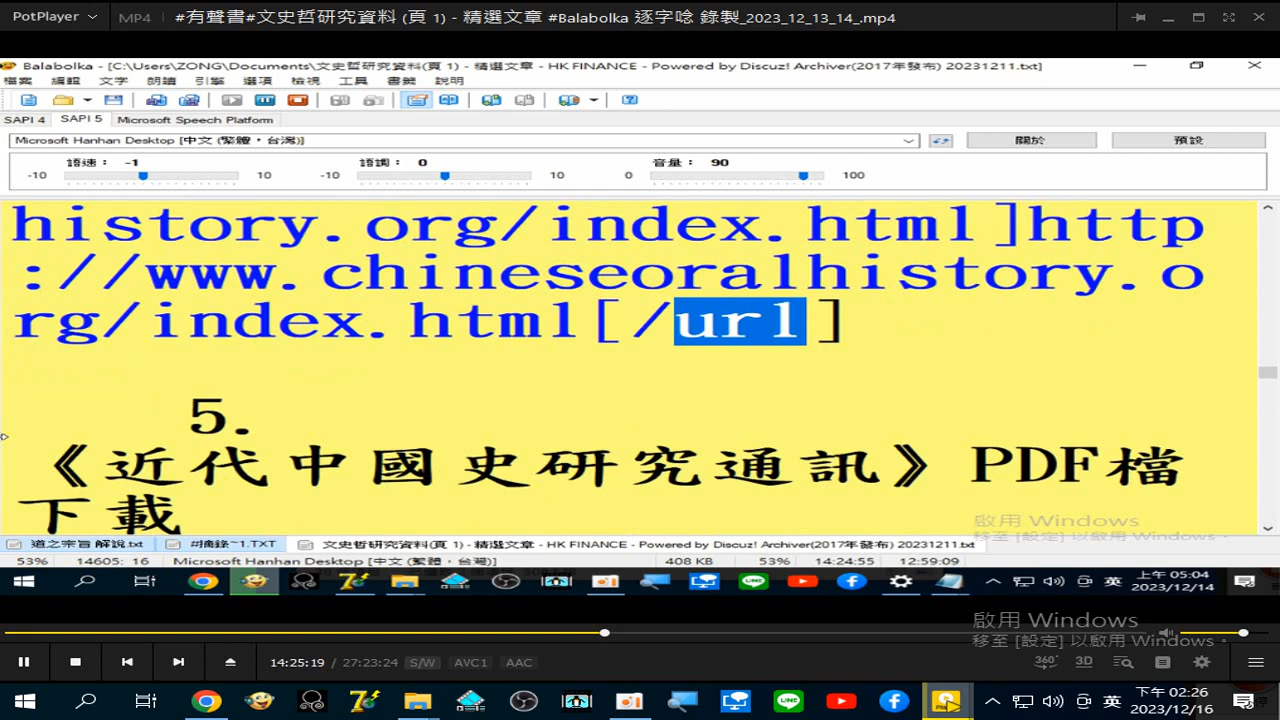 PotPlayer MP4 #有聲書#文史哲研究資料 (頁 1) - 精選文章 #Balabolka 逐字唸 錄製_2023_12_13_14_.mp4
Balabolka - [C:\Users\ZONG\Documents\文史哲研究資料(頁 1) - 精選文章 - HK FINANCE - Powered by Discuz! Archiver(2017年發布) 20231211.txt]
檔案 編輯 文字 朗讀 引擎 選項 檢視 工具 書籤 說明
SAPI 4 SAPI 5 Microsoft Speech Platform
Microsoft Hanhan Desktop [中文 (繁體，台灣)] 關於 預設
語速： -1 語調： 0 音量： 90
-10 10 -10 10 0 100
history.org/index.html]http
://www.chineseoralhistory.o
rg/index.html[/url]
5.
《近代中國史研究通訊》PDF檔
下載
啟用 Windows
移至 [設定] 以啟用 Windows。
道之宗旨 解說.txt #摘錄~1.TXT 文史哲研究資料(頁 1) - 精選文章 - HK FINANCE - Powered by Discuz! Archiver(2017年發布) 20231211.txt
53% 14605: 16 Microsoft Hanhan Desktop [中文 (繁體，台灣)] 408 KB 53% 14:24:55 12:59:09
英 上午 05:04
2023/12/14
啟用 Windows
移至 [設定] 以啟用 Windows。
14:25:19 / 27:23:24 S/W AVC1 AAC 360° 3D
英 下午 02:26
2023/12/16